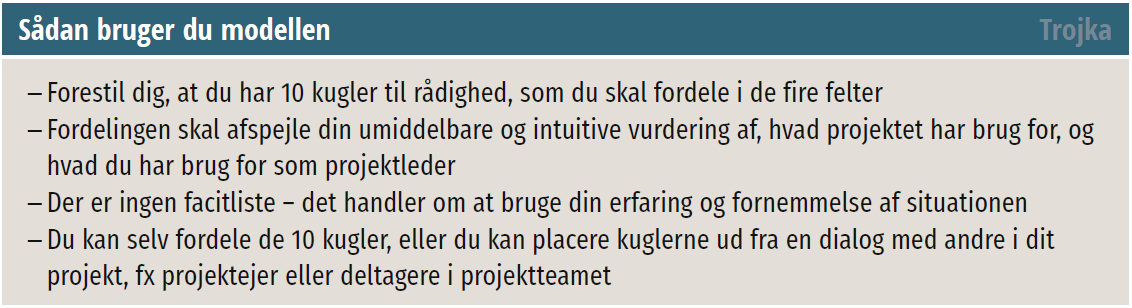 Sådan bruger du modellen
Trojka
– Forestil dig, at du har 10 kugler til rådighed, som du skal fordele i de fire felter
– Fordelingen skal afspejle din umiddelbare og intuitive vurdering af, hvad projektet har brug for, og
hvad du har brug for som projektleder
– Der er ingen facitliste – det handler om at bruge din erfaring og fornemmelse af situationen
– Du kan selv fordele de 10 kugler, eller du kan placere kuglerne ud fra en dialog med andre i dit
projekt, fx projektejer eller deltagere i projektteamet